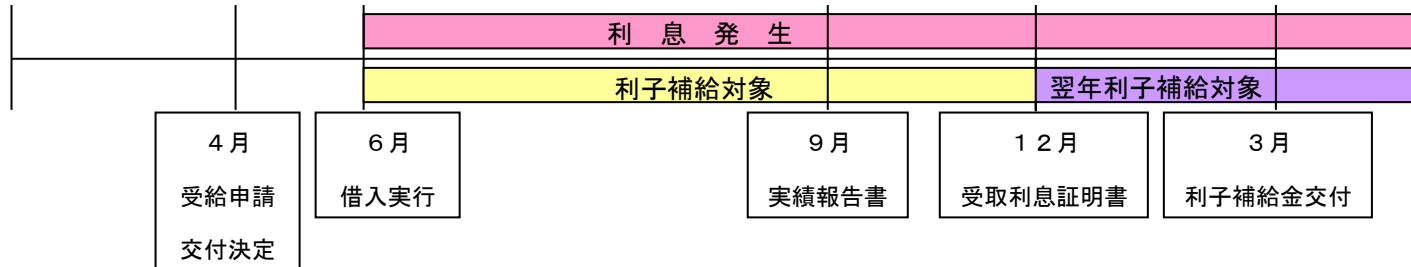 利　息　発　生
利子補給対象
翌年利子補給対象
４月
受給申請
交付決定
６月
借入実行
９月
実績報告書
１２月
受取利息証明書
３月
利子補給金交付